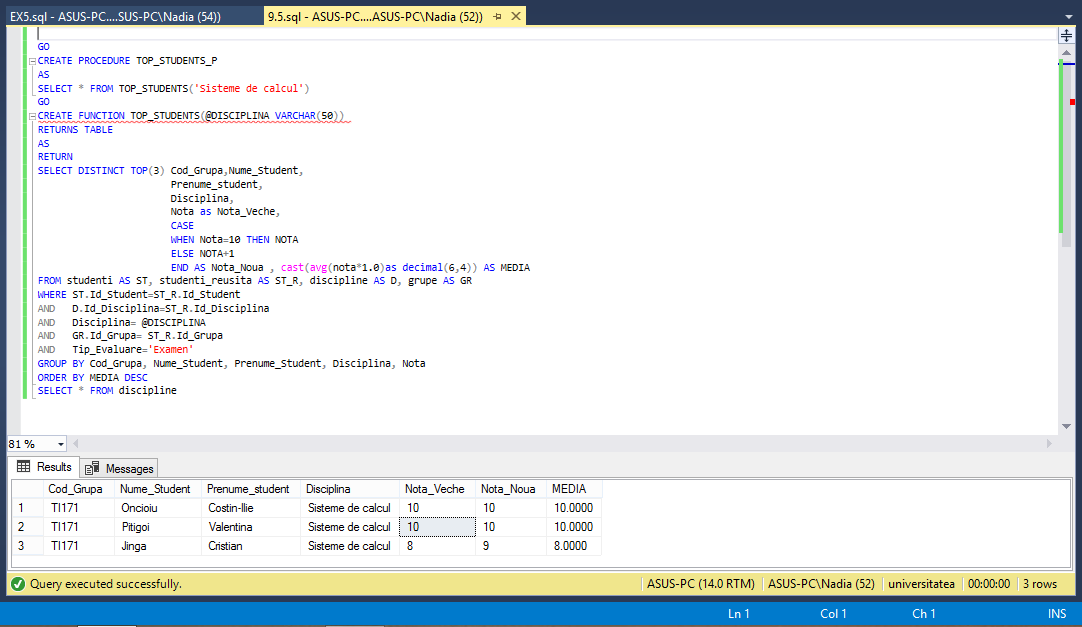 EX5.sql - ASUS-PC....SUS-PC\Nadia (54))
9.5.sql - ASUS-PC....ASUS-PC\Nadia (52))
GO
CREATE PROCEDURE TOP_STUDENTS_P
AS
SELECT * FROM TOP_STUDENTS('Sisteme de calcul')
GO
CREATE FUNCTION TOP_STUDENTS(@DISCIPLINA VARCHAR(50))
RETURNS TABLE
AS
RETURN
SELECT DISTINCT TOP(3) Cod_Grupa,Nume_Student,
Prenume_student,
Disciplina,
Nota as Nota_Veche,
CASE
WHEN Nota=10 THEN NOTA
ELSE NOTA+1
END AS Nota_Noua , cast(avg(nota*1.0)as decimal(6,4)) AS MEDIA
FROM studenti AS ST, studenti_reusita AS ST_R, discipline AS D, grupe AS GR
WHERE ST.Id_Student=ST_R.Id_Student
AND D.Id_Disciplina=ST_R.Id_Disciplina
AND Disciplina= @DISCIPLINA
AND GR.Id_Grupa= ST_R.Id_Grupa
AND Tip_Evaluare='Examen'
GROUP BY Cod_Grupa, Nume_Student, Prenume_Student, Disciplina, Nota
ORDER BY MEDIA DESC
SELECT * FROM discipline
81 %
Results Messages
Cod_Grupa Nume_Student Prenume_student Disciplina Nota_Veche Nota_Noua MEDIA
1 TI171 Oncioiu Costin-Ilie Sisteme de calcul 10 10 10.0000
2 TI171 Pitigoi Valentina Sisteme de calcul 10 10 10.0000
3 TI171 Jinga Cristian Sisteme de calcul 8 9 8.0000
Query executed successfully. ASUS-PC (14.0 RTM) ASUS-PC\Nadia (52) universitatea 00:00:00 3 rows
Ln 1 Col 1 Ch 1 INS